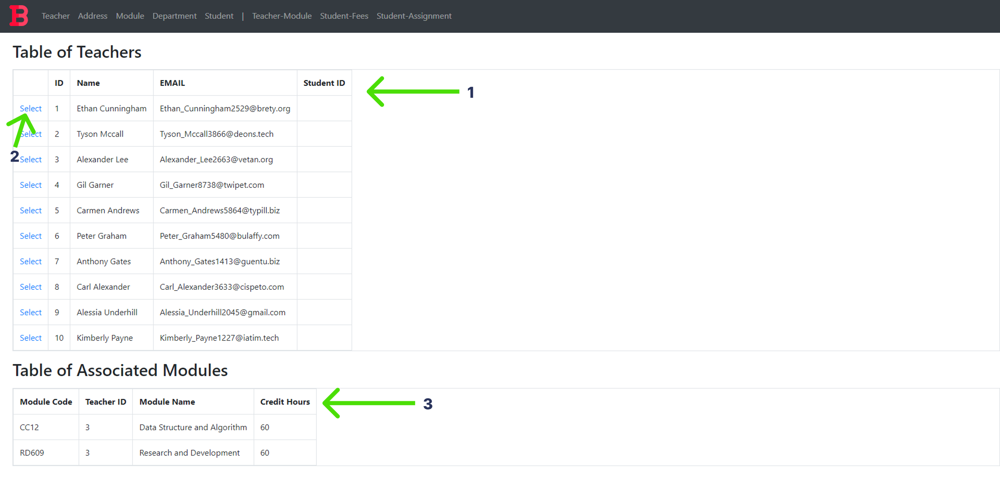 B Teacher Address Module Department Student | Teacher-Module Student-Fees Student-Assignment
Table of Teachers
ID Name EMAIL Student ID
1
Select 1 Ethan Cunningham Ethan_Cunningham2529@brety.org
Select 2 Tyson Mccall Tyson_Mccall3866@deons.tech
2
Select 3 Alexander Lee Alexander_Lee2663@vetan.org
Select 4 Gil Garner Gil_Garner8738@twipet.com
Select 5 Carmen Andrews Carmen_Andrews5864@typill.biz
Select 6 Peter Graham Peter_Graham5480@bulaffy.com
Select 7 Anthony Gates Anthony_Gates1413@guentu.biz
Select 8 Carl Alexander Carl_Alexander3633@cispeto.com
Select 9 Alessia Underhill Alessia_Underhill2045@gmail.com
Select 10 Kimberly Payne Kimberly_Payne1227@iatim.tech
Table of Associated Modules
Module Code Teacher ID Module Name Credit Hours
3
CC12 3 Data Structure and Algorithm 60
RD609 3 Research and Development 60